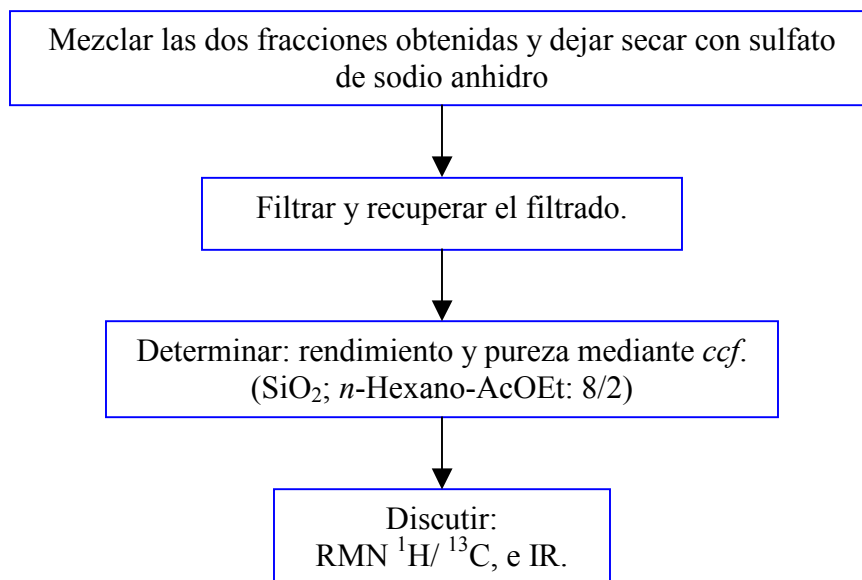 Mezclar las dos fracciones obtenidas y dejar secar con sulfato
de sodio anhidro
Filtrar y recuperar el filtrado.
Determinar: rendimiento y pureza mediante ccf.
(SiO₂; n-Hexano-AcOEt: 8/2)
Discutir:
RMN ¹H/ ¹³C, e IR.